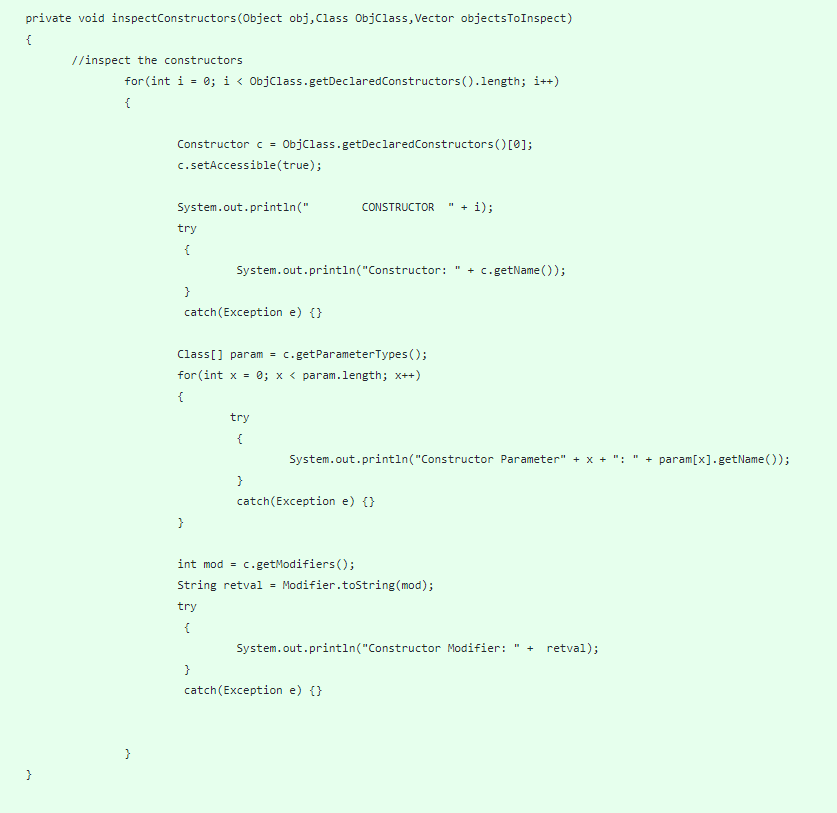 private void inspectConstructors(Object obj,Class ObjClass,Vector objectsToInspect)
{
//inspect the constructors
for(int i = 0; i < ObjClass.getDeclaredConstructors().length; i++)
{
Constructor c = ObjClass.getDeclaredConstructors()[0];
c.setAccessible(true);
System.out.println("        CONSTRUCTOR  " + i);
try
{
System.out.println("Constructor: " + c.getName());
}
catch(Exception e) {}
Class[] param = c.getParameterTypes();
for(int x = 0; x < param.length; x++)
{
try
{
System.out.println("Constructor Parameter" + x + ": " + param[x].getName());
}
catch(Exception e) {}
}
int mod = c.getModifiers();
String retval = Modifier.toString(mod);
try
{
System.out.println("Constructor Modifier: " +  retval);
}
catch(Exception e) {}
}
}